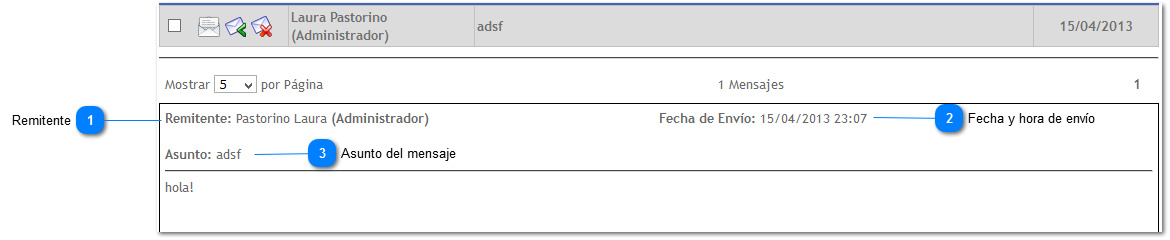 Laura Pastorino
(Administrador) adsf 15/04/2013
Mostrar 5 por Página 1 Mensajes 1
Remitente 1 Remitente: Pastorino Laura (Administrador) Fecha de Envío: 15/04/2013 23:07 2 Fecha y hora de envío
Asunto: adsf 3 Asunto del mensaje
hola!